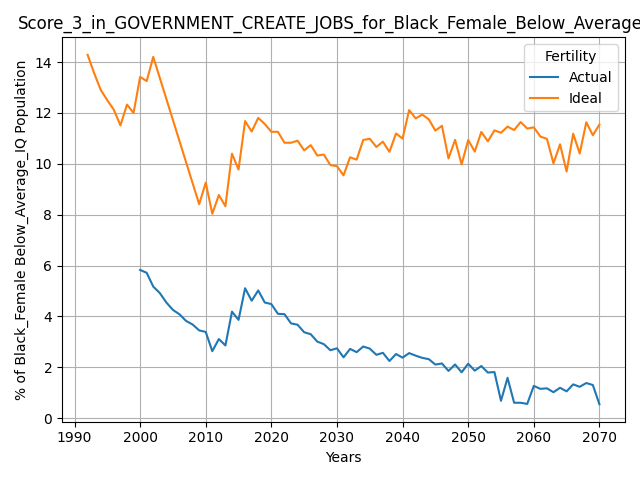 Score_3_in_GOVERNMENT_CREATE_JOBS_for_Black_Female_Below_Average
Fertility
Actual
Ideal
% of Black_Female Below_Average_IQ Population
14
12
10
8
6
4
2
0
1990 2000 2010 2020 2030 2040 2050 2060 2070
Years